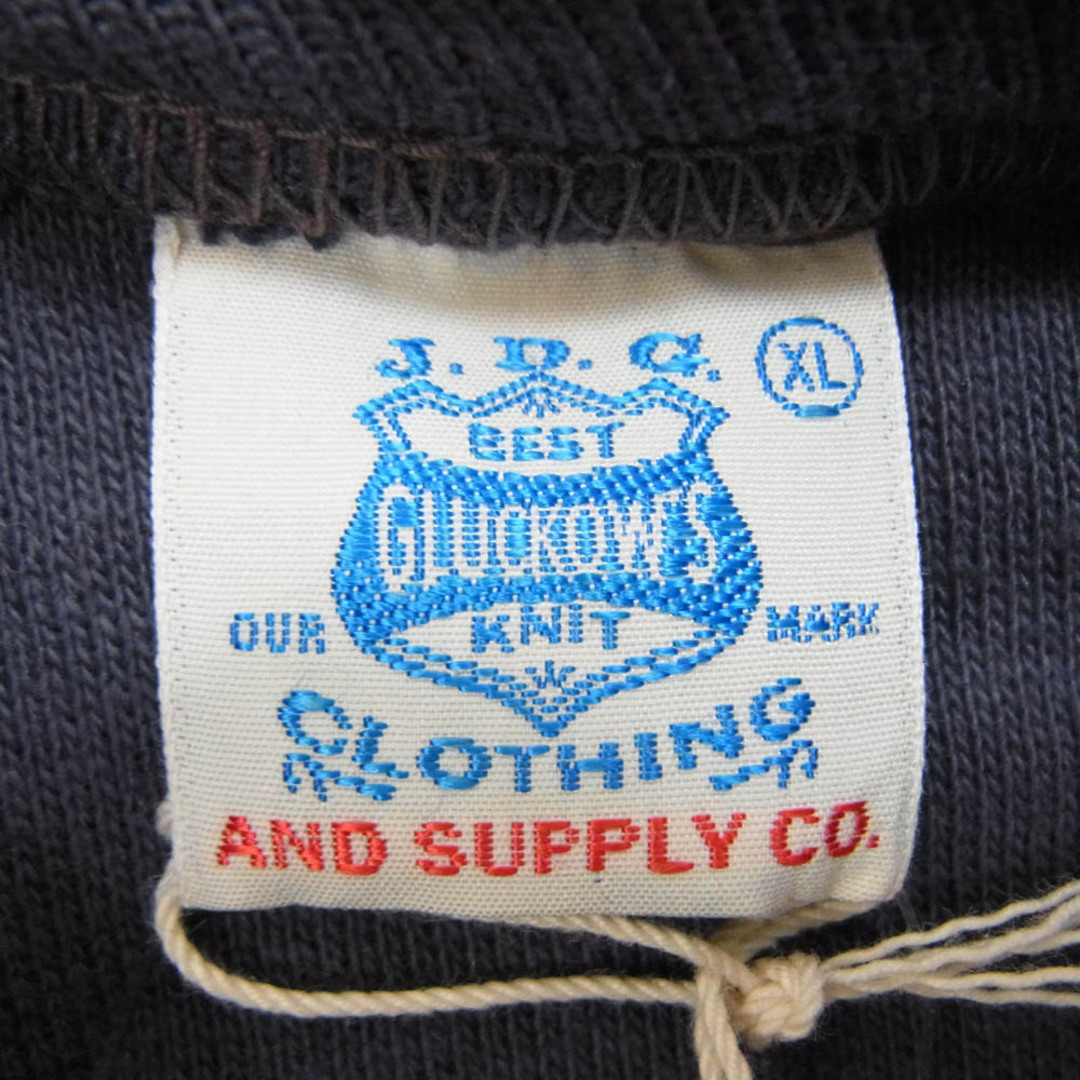 J. D. G.
XL
BEST
GLUCKOW'S
OUR KNIT MARK
CLOTHING
AND SUPPLY CO.